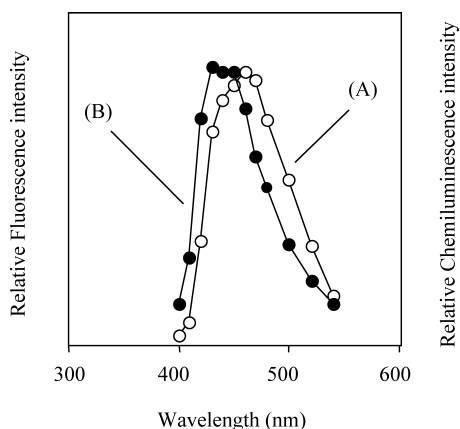 Relative Fluorescence intensity
Relative Chemiluminescence intensity
(B)
(A)
300 400 500 600
Wavelength (nm)